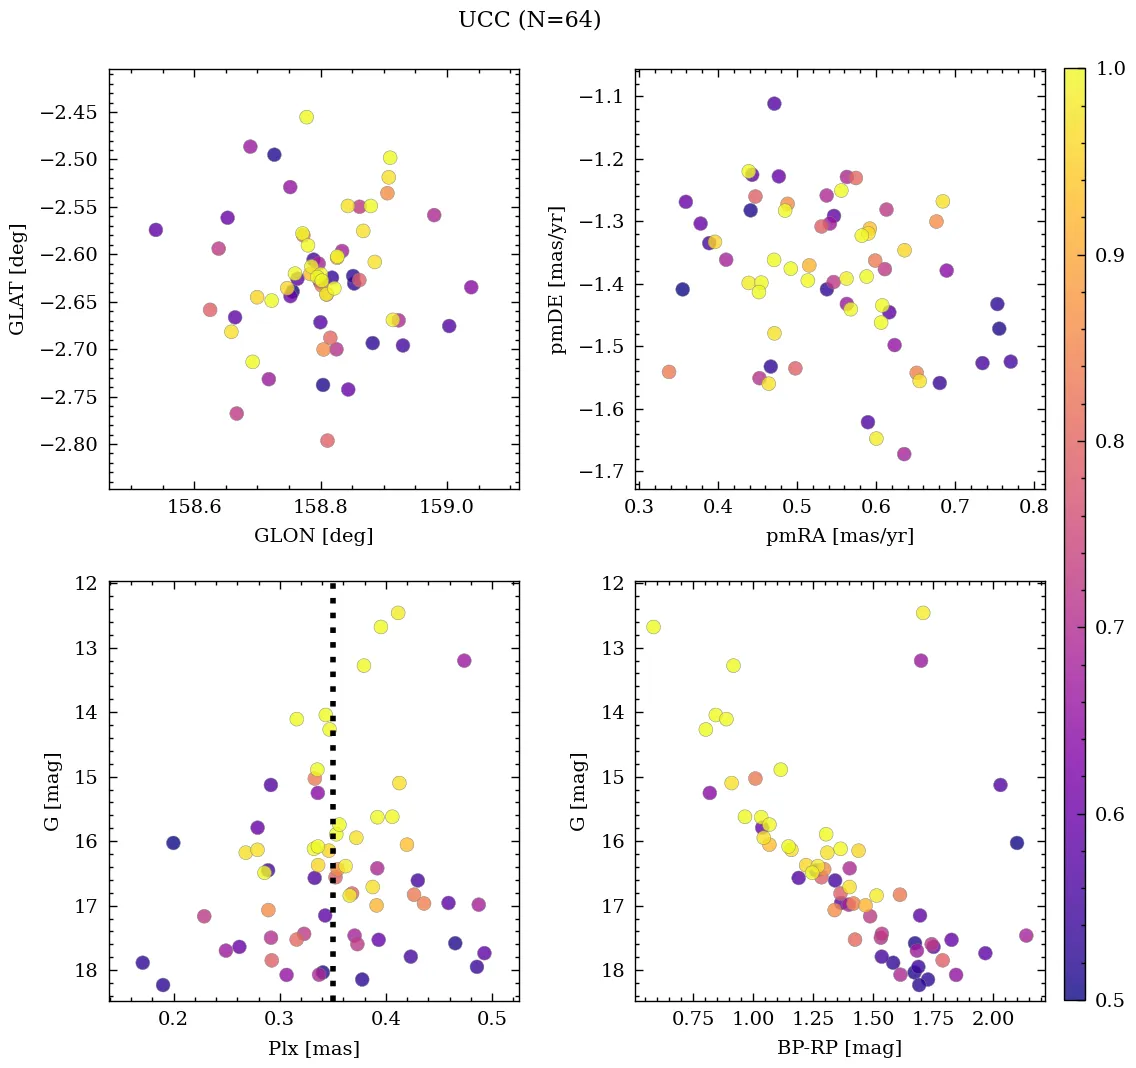 UCC (N=64)
−2.45
−2.50
−2.55
−2.60
−2.65
−2.70
−2.75
−2.80
GLAT [deg]
158.6 158.8 159.0
GLON [deg]
−1.1
−1.2
−1.3
−1.4
−1.5
−1.6
−1.7
pmDE [mas/yr]
0.3 0.4 0.5 0.6 0.7 0.8
pmRA [mas/yr]
12
13
14
15
16
17
18
G [mag]
0.2 0.3 0.4 0.5
Plx [mas]
12
13
14
15
16
17
18
G [mag]
0.75 1.00 1.25 1.50 1.75 2.00
BP-RP [mag]
1.0
0.9
0.8
0.7
0.6
0.5